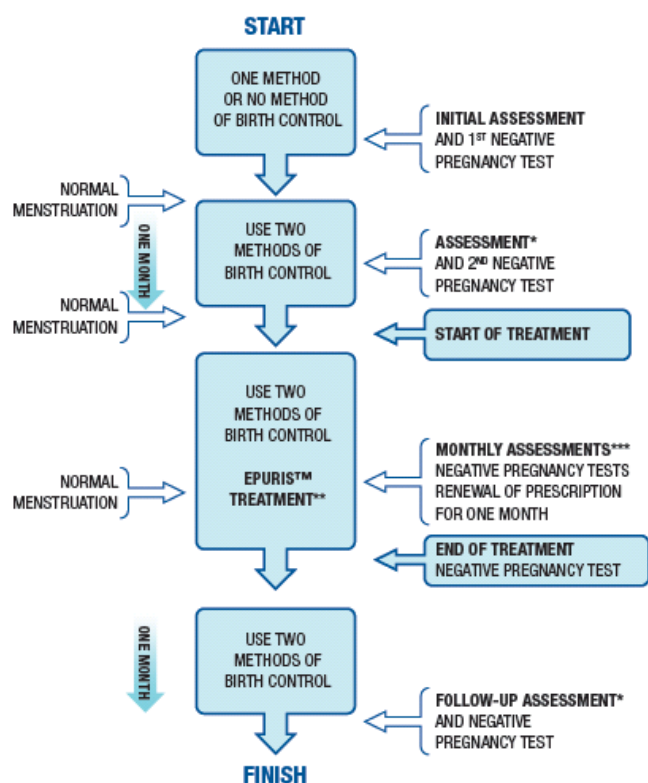 START
ONE METHOD
OR NO METHOD
OF BIRTH CONTROL
INITIAL ASSESSMENT
AND 1ST NEGATIVE
PREGNANCY TEST
NORMAL
MENSTRUATION
ONE MONTH
USE TWO
METHODS OF
BIRTH CONTROL
ASSESSMENT*
AND 2ND NEGATIVE
PREGNANCY TEST
NORMAL
MENSTRUATION
START OF TREATMENT
USE TWO
METHODS OF
BIRTH CONTROL
EPURIS™
TREATMENT**
NORMAL
MENSTRUATION
MONTHLY ASSESSMENTS***
NEGATIVE PREGNANCY TESTS
RENEWAL OF PRESCRIPTION
FOR ONE MONTH
END OF TREATMENT
NEGATIVE PREGNANCY TEST
ONE MONTH
USE TWO
METHODS OF
BIRTH CONTROL
FOLLOW-UP ASSESSMENT*
AND NEGATIVE
PREGNANCY TEST
FINISH